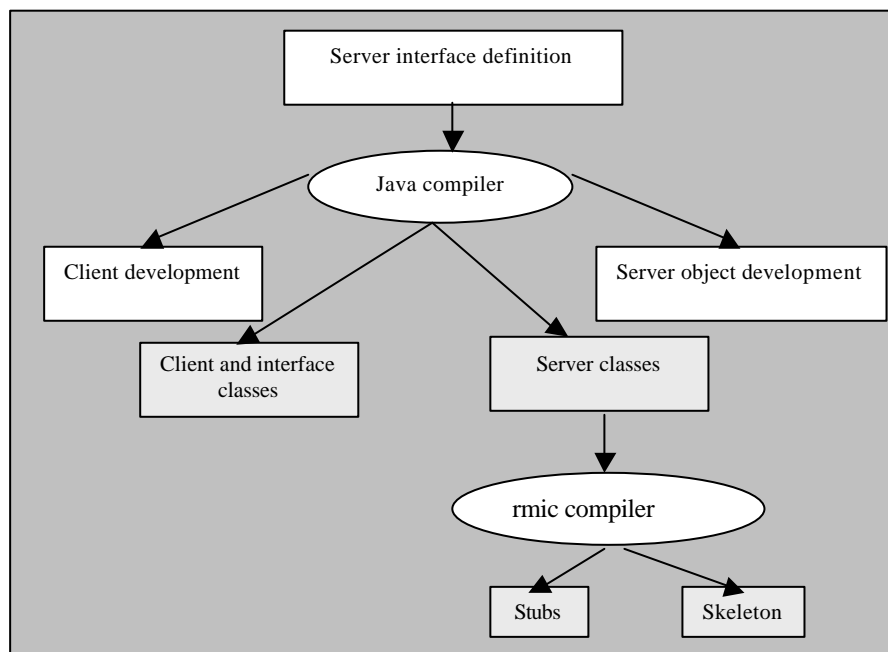 Server interface definition
Java compiler
Client development
Server object development
Client and interface
classes
Server classes
rmic compiler
Stubs
Skeleton